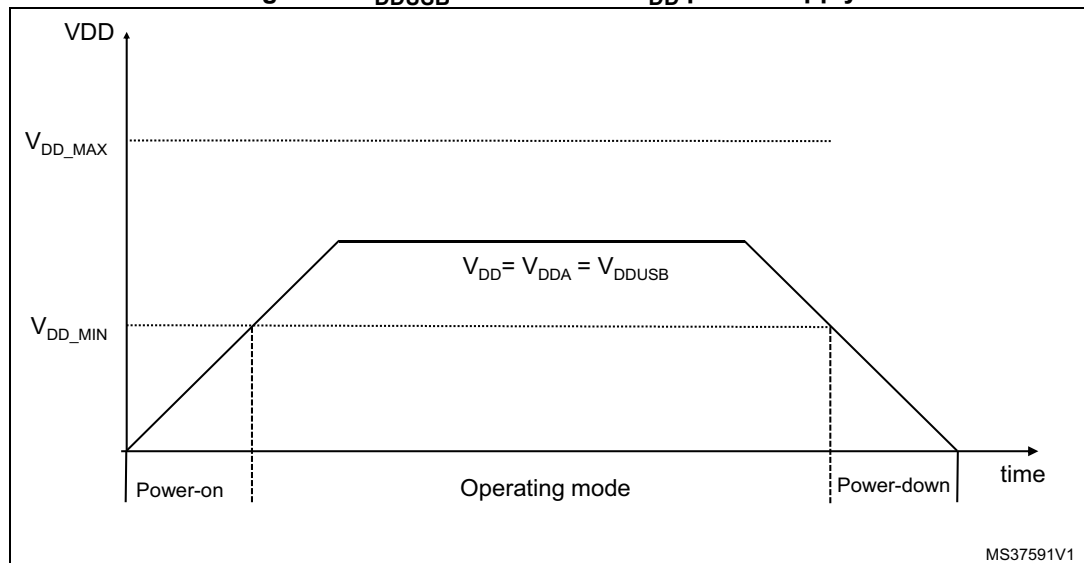 VDD
V_DD_MAX
V_DD= V_DDA = V_DDUSB
V_DD_MIN
time
Power-on
Operating mode
Power-down
MS37591V1